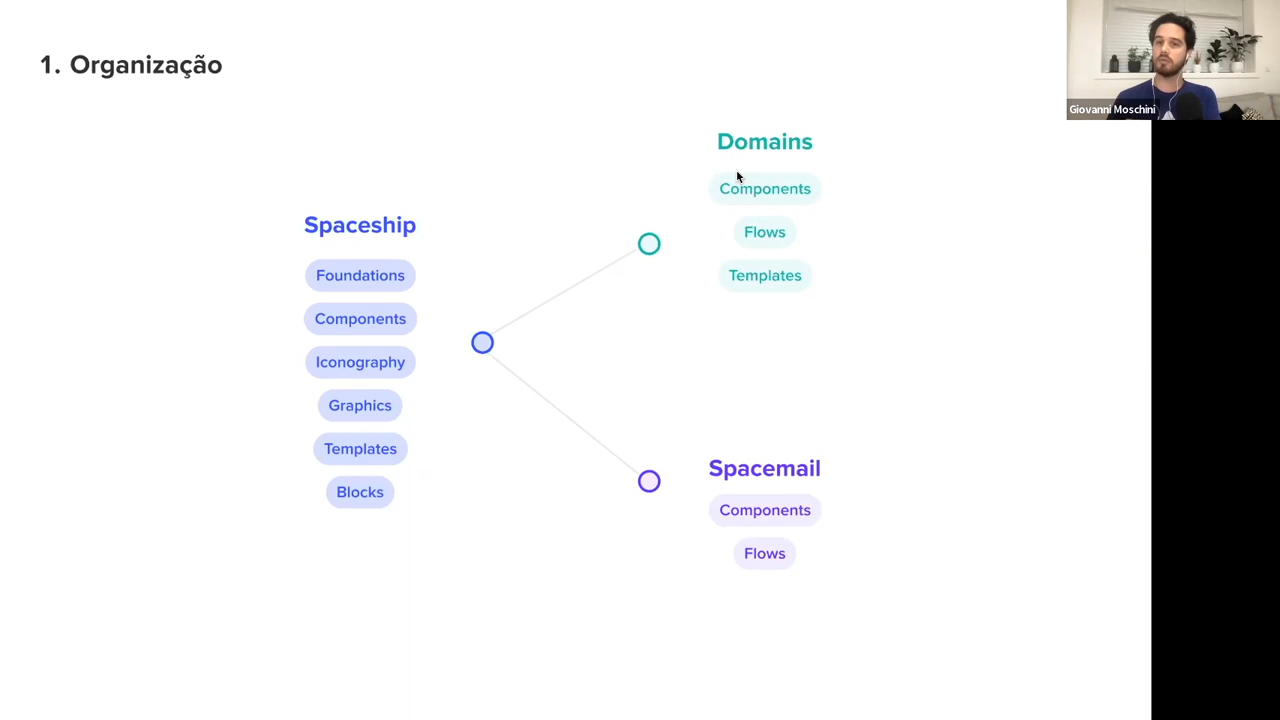 1. Organização
Giovanni Moschini
Spaceship
Foundations
Components
Iconography
Graphics
Templates
Blocks
Domains
Components
Flows
Templates
Spacemail
Components
Flows